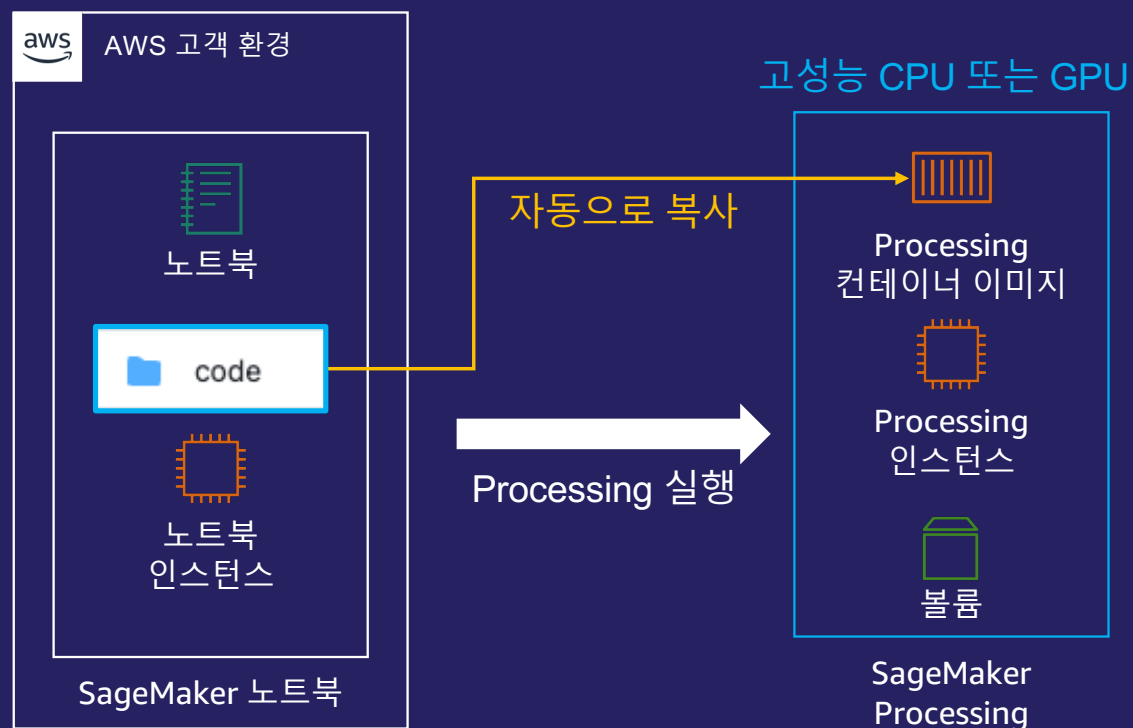 aws
AWS 고객 환경
노트북
code
노트북
인스턴스
SageMaker 노트북
자동으로 복사
Processing 실행
고성능 CPU 또는 GPU
Processing
컨테이너 이미지
Processing
인스턴스
볼륨
SageMaker
Processing